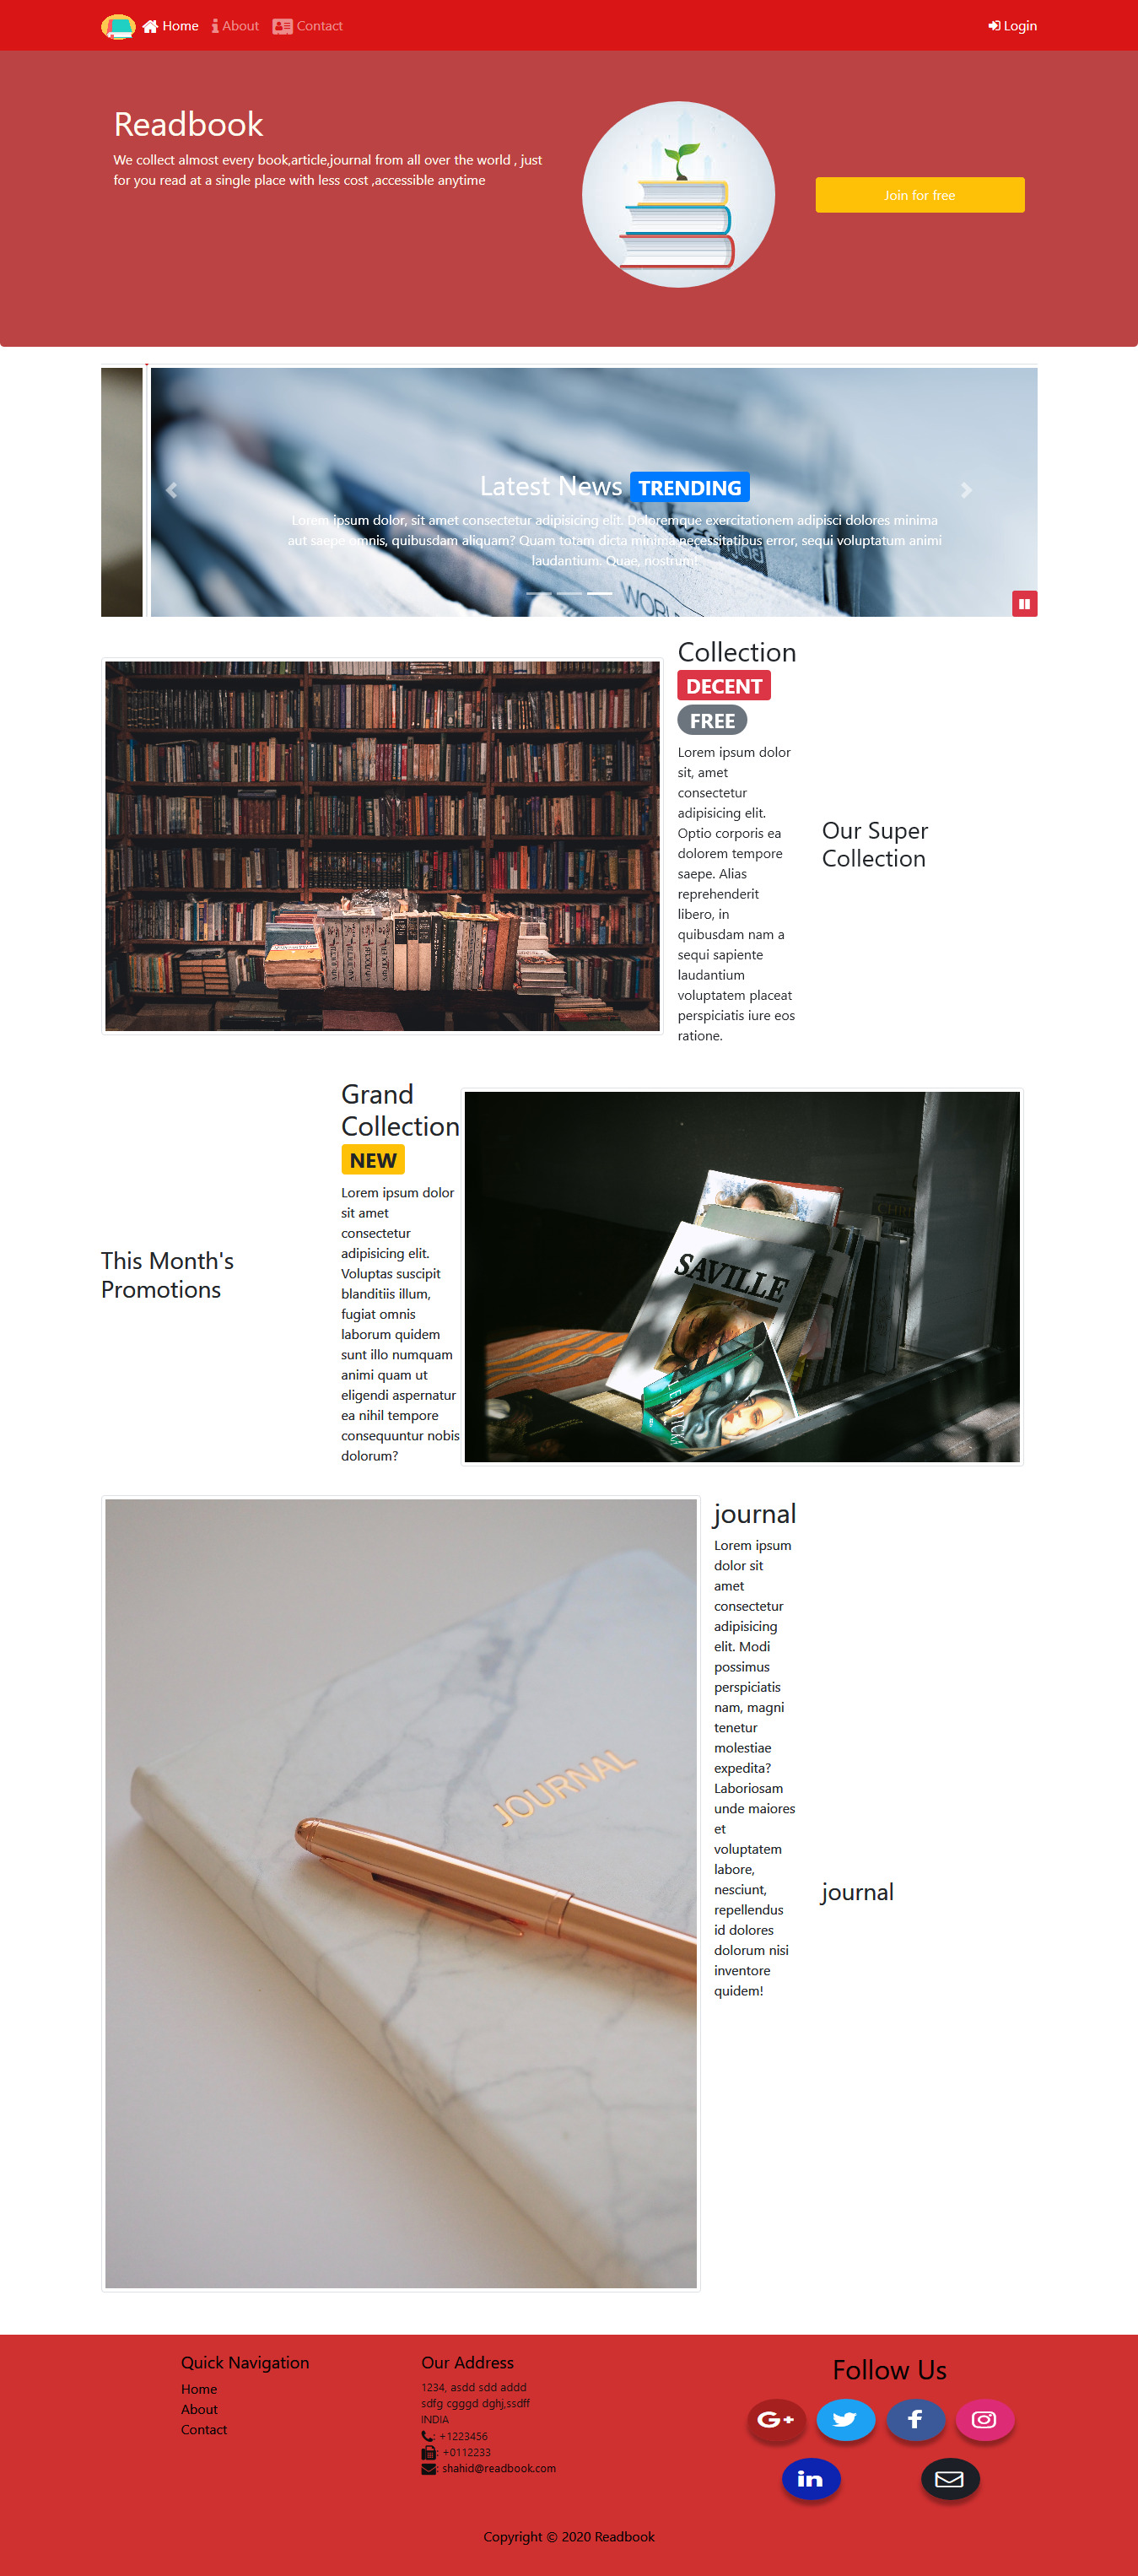 Home About Contact Login
Readbook
We collect almost every book,article,journal from all over the world , just
for you read at a single place with less cost ,accessible anytime
Join for free
Latest News TRENDING
Lorem ipsum dolor, sit amet consectetur adipisicing elit. Doloremque exercitationem adipisci dolores minima
aut saepe omnis, quibusdam aliquam? Quam totam dicta minima necessitatibus error, sequi voluptatum animi
laudantium. Quae, nostrum!
WORL
Collection
DECENT
FREE
Lorem ipsum dolor
sit, amet
consectetur
adipisicing elit.
Optio corporis ea
dolorem tempore
saepe. Alias
reprehenderit
libero, in
quibusdam nam a
sequi sapiente
laudantium
voluptatem placeat
perspiciatis iure eos
ratione.
Our Super
Collection
This Month's
Promotions
Grand
Collection
NEW
Lorem ipsum dolor
sit amet
consectetur
adipisicing elit.
Voluptas suscipit
blanditiis illum,
fugiat omnis
laborum quidem
sunt illo numquam
animi quam ut
eligendi aspernatur
ea nihil tempore
consequuntur nobis
dolorum?
SAVILLE
JOURNAL
journal
Lorem ipsum
dolor sit
amet
consectetur
adipisicing
elit. Modi
possimus
perspiciatis
nam, magni
tenetur
molestiae
expedita?
Laboriosam
unde maiores
et
voluptatem
labore,
nesciunt,
repellendus
id dolores
dolorum nisi
inventore
quidem!
journal
Quick Navigation
Home
About
Contact
Our Address
1234, asdd sdd addd
sdfg cgggd dghj,ssdff
INDIA
: +1223456
: +0112233
: shahid@readbook.com
Follow Us
G+
f
in
Copyright © 2020 Readbook